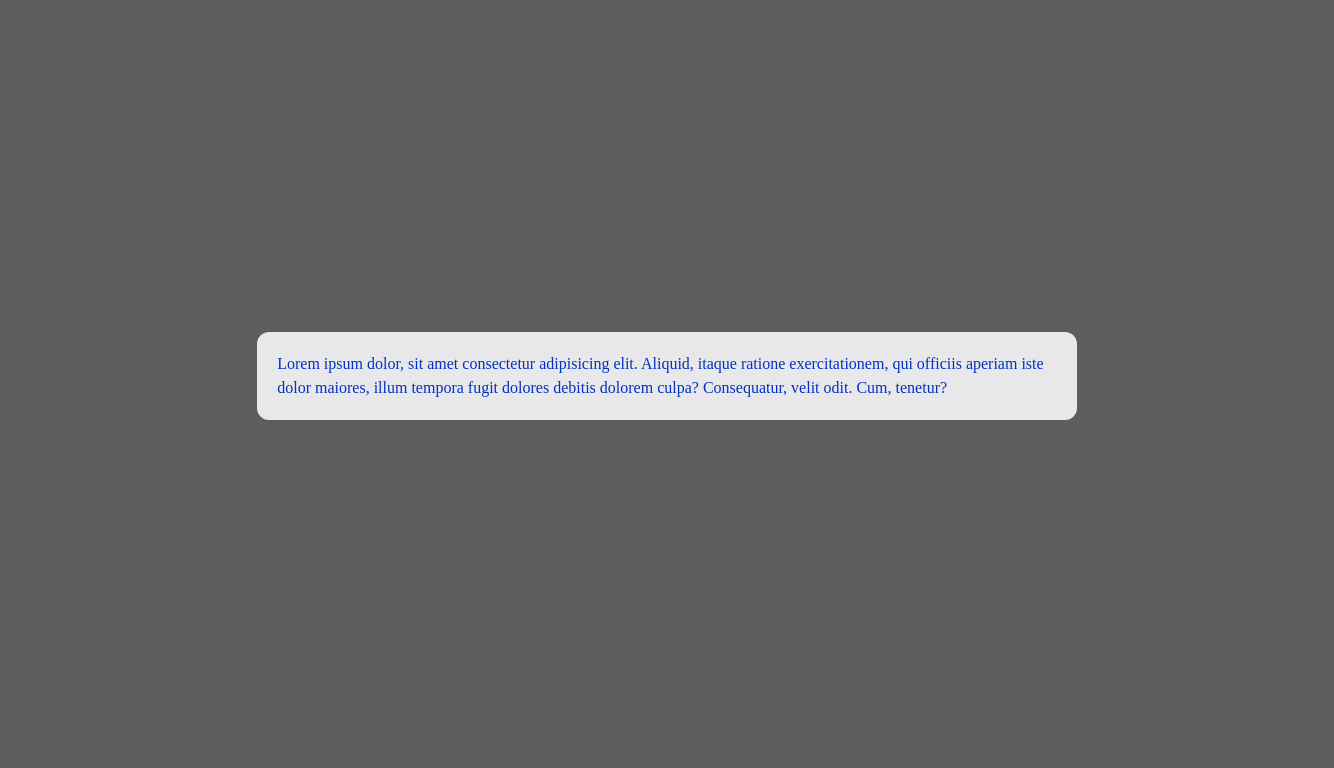 Lorem ipsum dolor, sit amet consectetur adipisicing elit. Aliquid, itaque ratione exercitationem, qui officiis aperiam iste
dolor maiores, illum tempora fugit dolores debitis dolorem culpa? Consequatur, velit odit. Cum, tenetur?